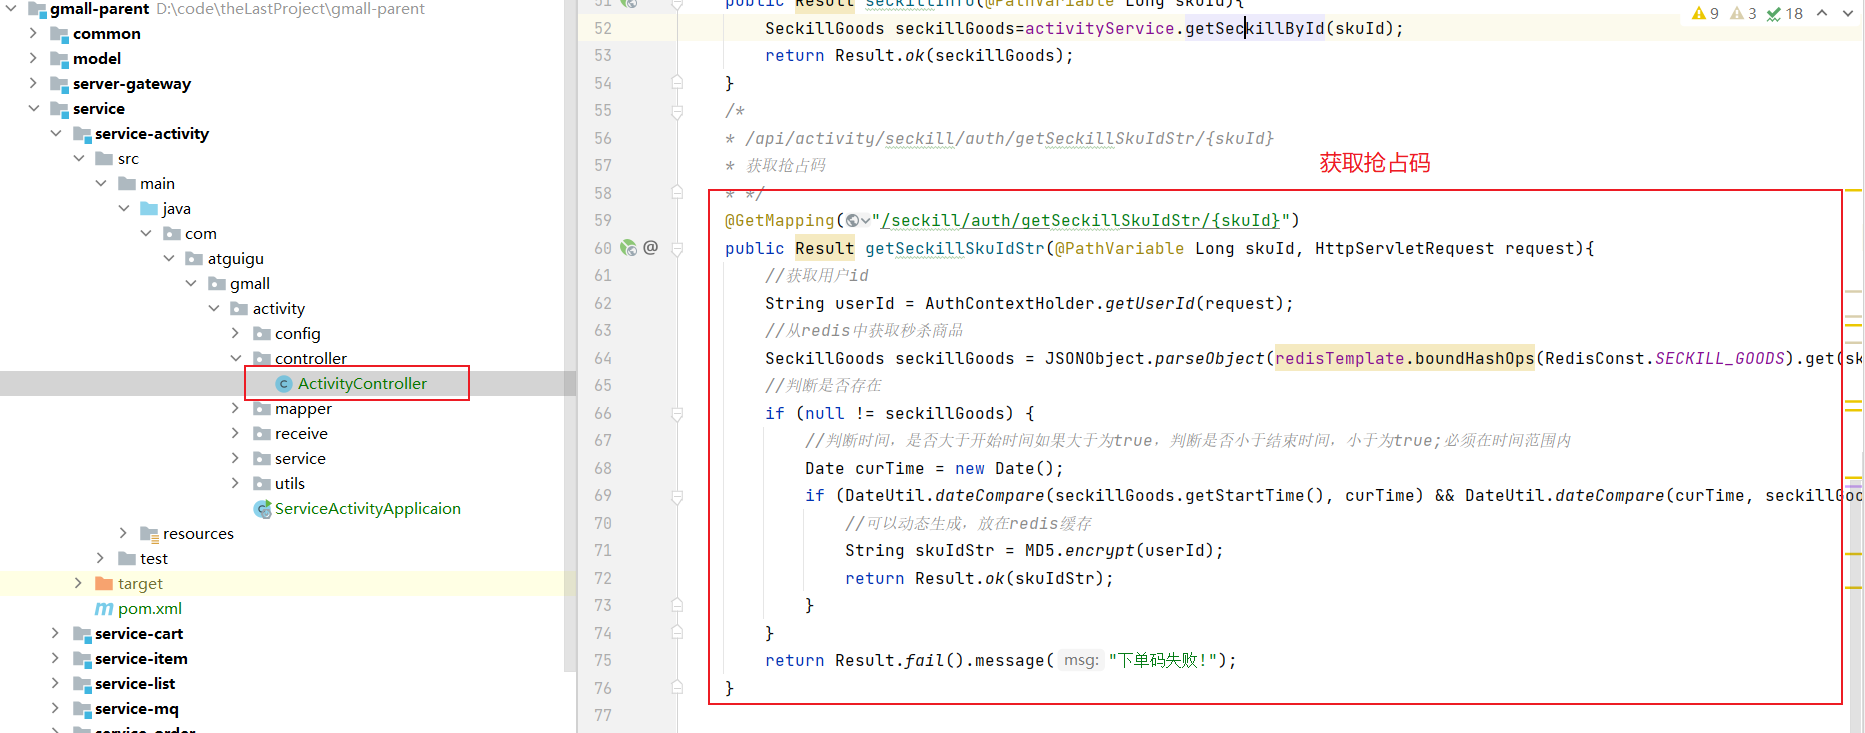 gmall-parent D:\code\theLastProject\gmall-parent
common
model
server-gateway
service
service-activity
src
main
java
com
atguigu
gmall
activity
config
controller
ActivityController
mapper
receive
service
utils
ServiceActivityApplicaion
resources
test
target
pom.xml
service-cart
service-item
service-list
service-mq
service-order
9 3 18
51 public Result seckillInfo(@PathVariable Long skuId){
52 SeckillGoods seckillGoods=activityService.getSeckillById(skuId);
53 return Result.ok(seckillGoods);
54 }
55 /*
56 * /api/activity/seckill/auth/getSeckillSkuIdStr/{skuId}
57 * 获取抢占码
获取抢占码
58 * */
59 @GetMapping("/seckill/auth/getSeckillSkuIdStr/{skuId}")
60 @ public Result getSeckillSkuIdStr(@PathVariable Long skuId, HttpServletRequest request){
61 //获取用户id
62 String userId = AuthContextHolder.getUserId(request);
63 //从redis中获取秒杀商品
64 SeckillGoods seckillGoods = JSONObject.parseObject(redisTemplate.boundHashOps(RedisConst.SECKILL_GOODS).get(sk
65 //判断是否存在
66 if (null != seckillGoods) {
67 //判断时间，是否大于开始时间如果大于为true，判断是否小于结束时间，小于为true;必须在时间范围内
68 Date curTime = new Date();
69 if (DateUtil.dateCompare(seckillGoods.getStartTime(), curTime) && DateUtil.dateCompare(curTime, seckillGoo
70 //可以动态生成，放在redis缓存
71 String skuIdStr = MD5.encrypt(userId);
72 return Result.ok(skuIdStr);
73 }
74 }
75 return Result.fail().message( msg: "下单码失败!");
76 }
77